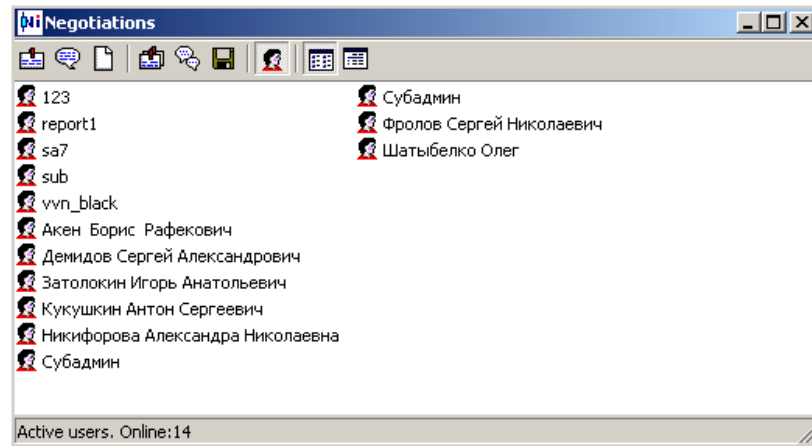 Negotiations
123
report1
sa7
sub
vvn_black
Акен Борис Рафекович
Демидов Сергей Александрович
Затолокин Игорь Анатольевич
Кукушкин Антон Сергеевич
Никифорова Александра Николаевна
Субадмин
Субадмин
Фролов Сергей Николаевич
Шатыбелко Олег
Active users. Online:14